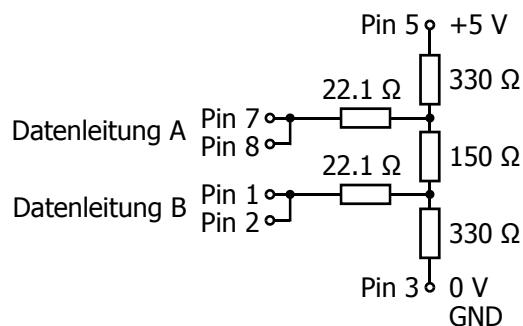 Pin 5 +5 V
330 Ω
22.1 Ω
Datenleitung A Pin 7
Pin 8
150 Ω
22.1 Ω
Datenleitung B Pin 1
Pin 2
330 Ω
Pin 3 0 V
GND